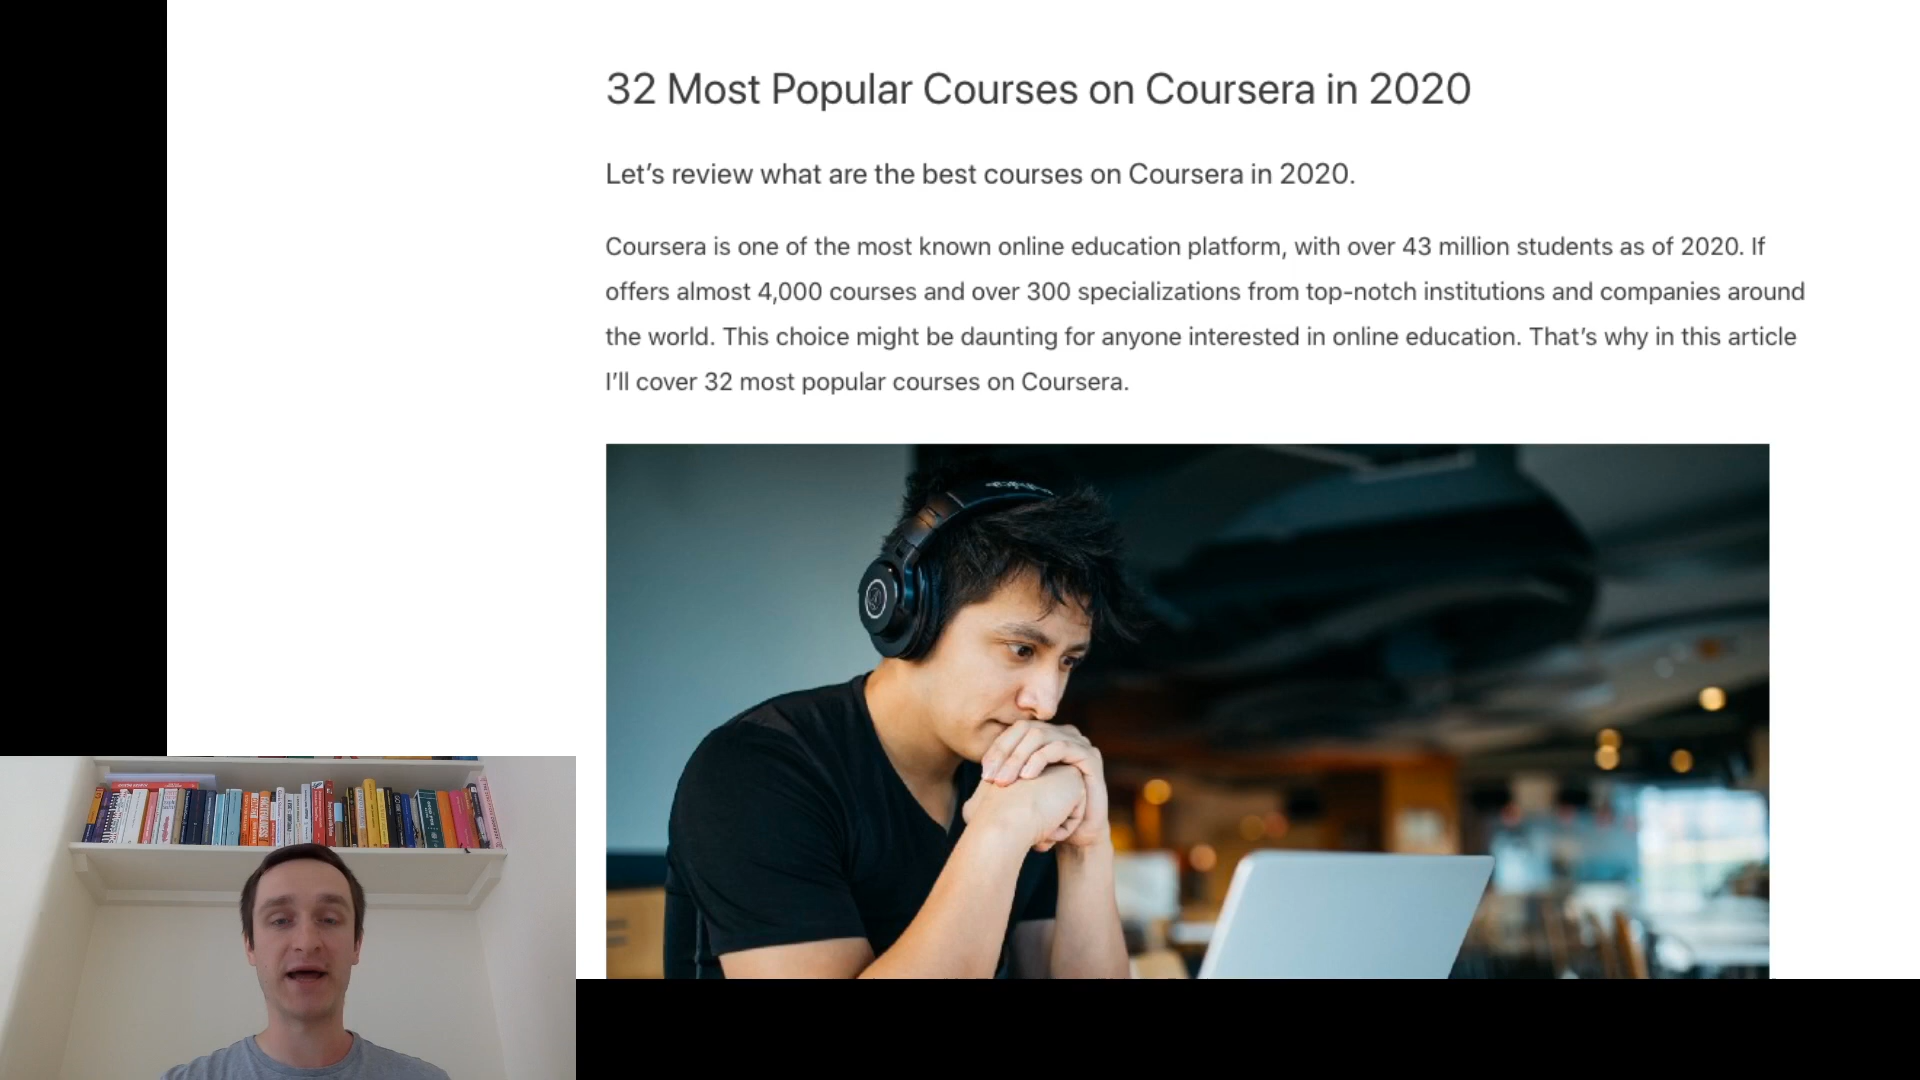 32 Most Popular Courses on Coursera in 2020
Let’s review what are the best courses on Coursera in 2020.
Coursera is one of the most known online education platform, with over 43 million students as of 2020. If
offers almost 4,000 courses and over 300 specializations from top-notch institutions and companies around
the world. This choice might be daunting for anyone interested in online education. That’s why in this article
I’ll cover 32 most popular courses on Coursera.